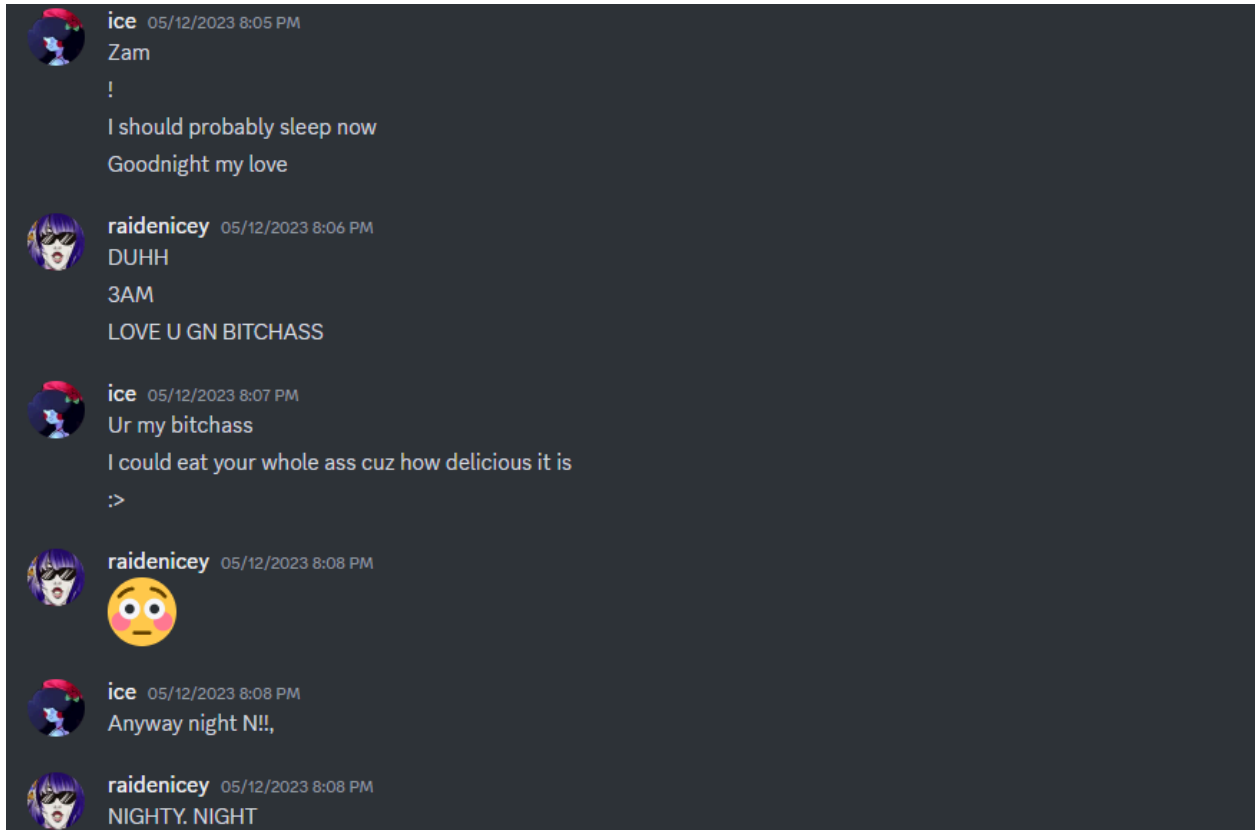 ice 05/12/2023 8:05 PM
Zam
!
I should probably sleep now
Goodnight my love
raidenicey 05/12/2023 8:06 PM
DUHH
3AM
LOVE U GN BITCHASS
ice 05/12/2023 8:07 PM
Ur my bitchass
I could eat your whole ass cuz how delicious it is
:>
raidenicey 05/12/2023 8:08 PM
ice 05/12/2023 8:08 PM
Anyway night N!!,
raidenicey 05/12/2023 8:08 PM
NIGHTY. NIGHT